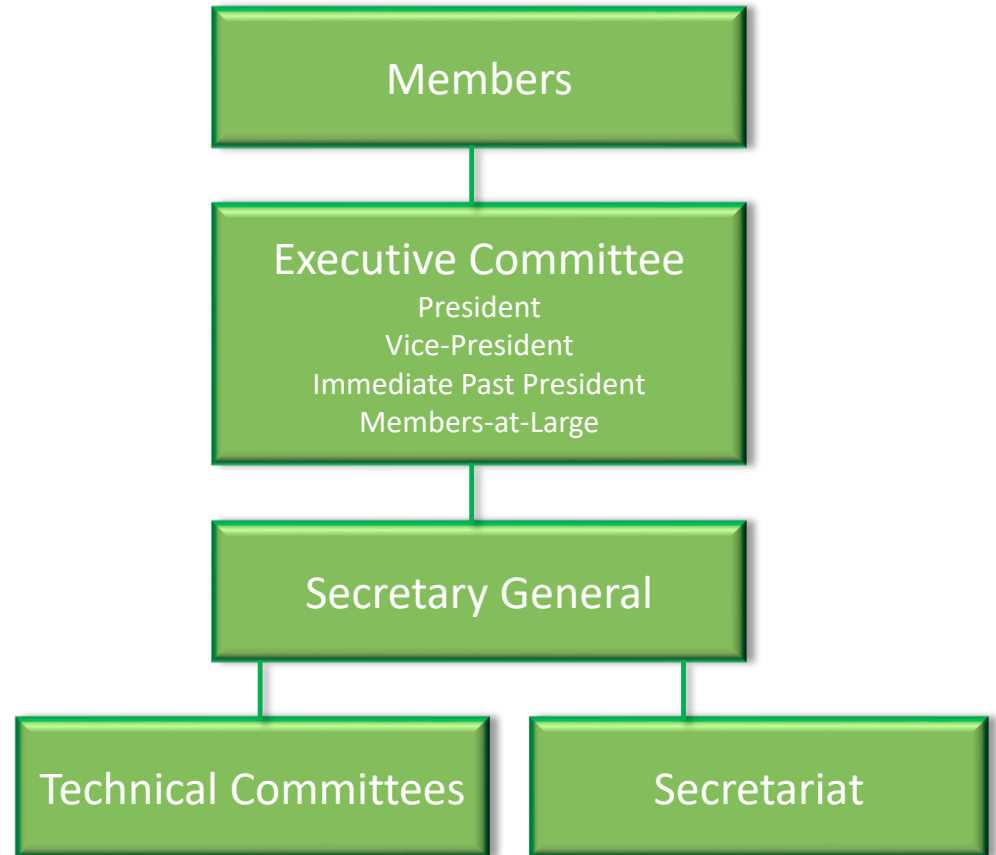 Members
Executive Committee
President
Vice-President
Immediate Past President
Members-at-Large
Secretary General
Technical Committees
Secretariat